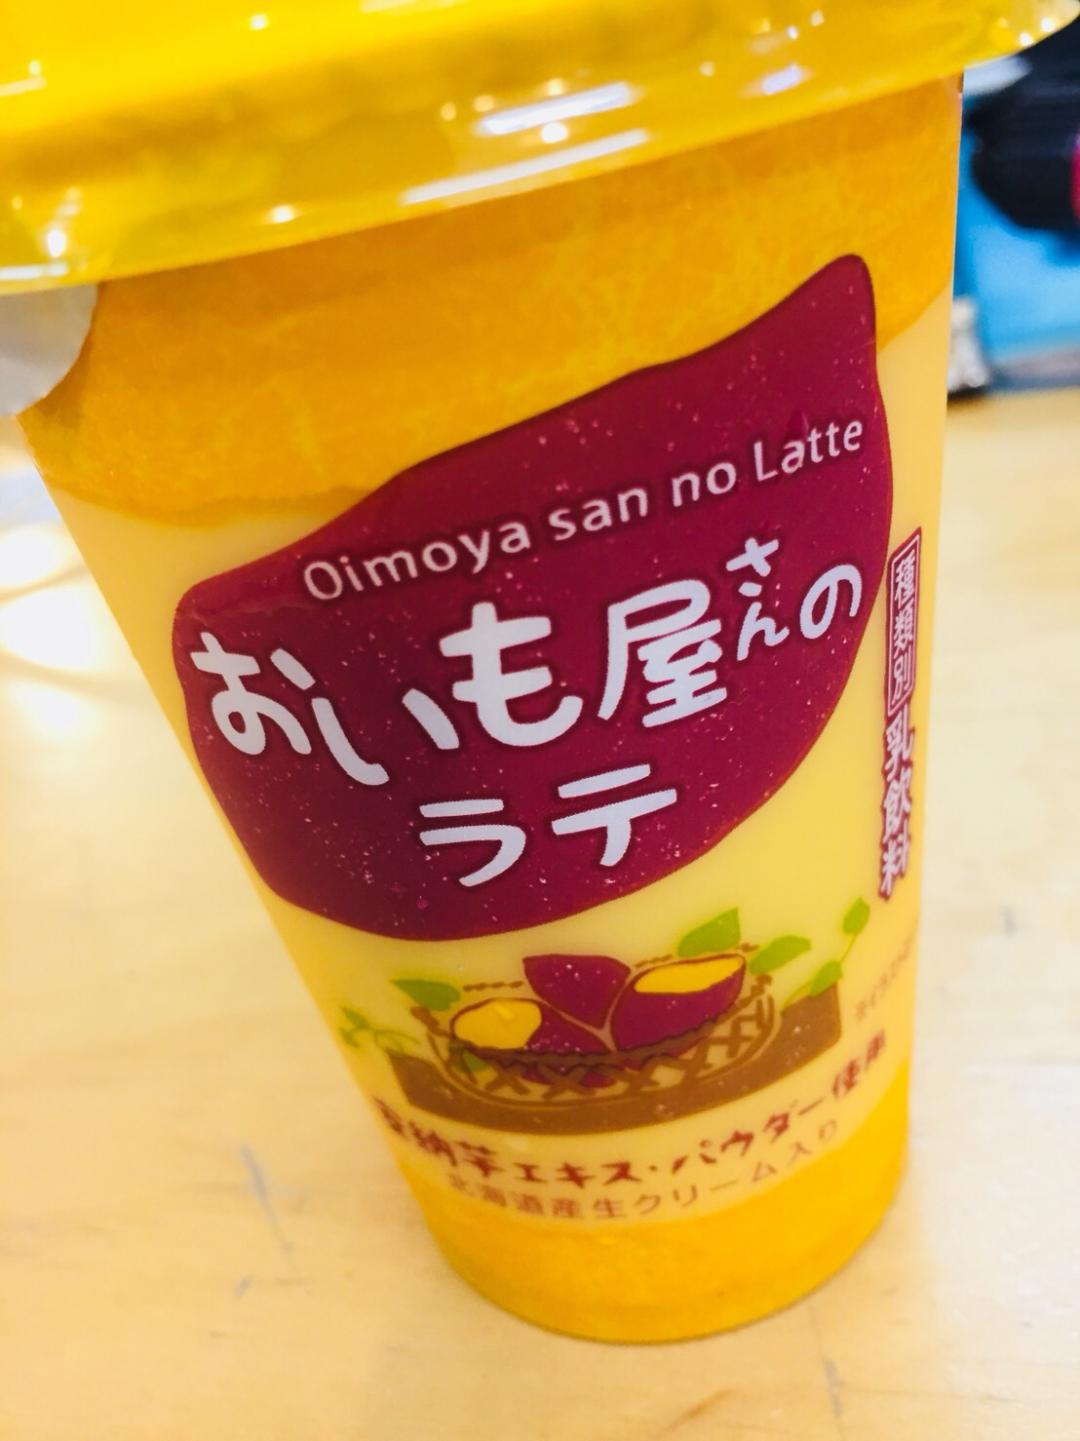 Oimoya san no Latte
おいも屋さんの
ラテ
種類別 乳飲料
安納芋エキス・パウダー使用
北海道産生クリーム入り